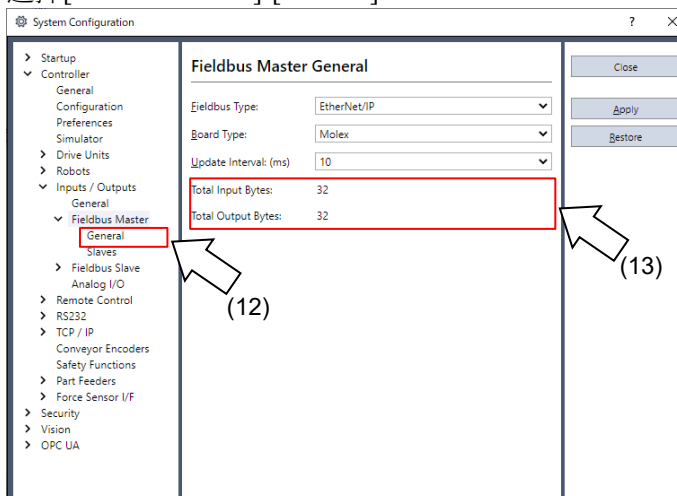 System Configuration
?
Startup
Controller
General
Configuration
Preferences
Simulator
Drive Units
Robots
Inputs / Outputs
General
Fieldbus Master
General
Slaves
Fieldbus Slave
Analog I/O
Remote Control
RS232
TCP / IP
Conveyor Encoders
Safety Functions
Part Feeders
Force Sensor I/F
Security
Vision
OPC UA
Fieldbus Master General
Fieldbus Type: EtherNet/IP
Board Type: Molex
Update Interval: (ms) 10
Total Input Bytes: 32
Total Output Bytes: 32
Close
Apply
Restore
(12)
(13)